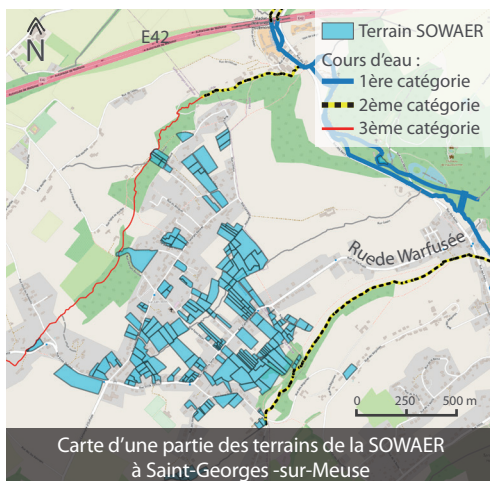 N
E42
Terrain SOWAER
Cours d'eau :
1ère catégorie
2ème catégorie
3ème catégorie
Ruede Warfusée
0 250 500 m
Carte d'une partie des terrains de la SOWAER
à Saint-Georges -sur-Meuse